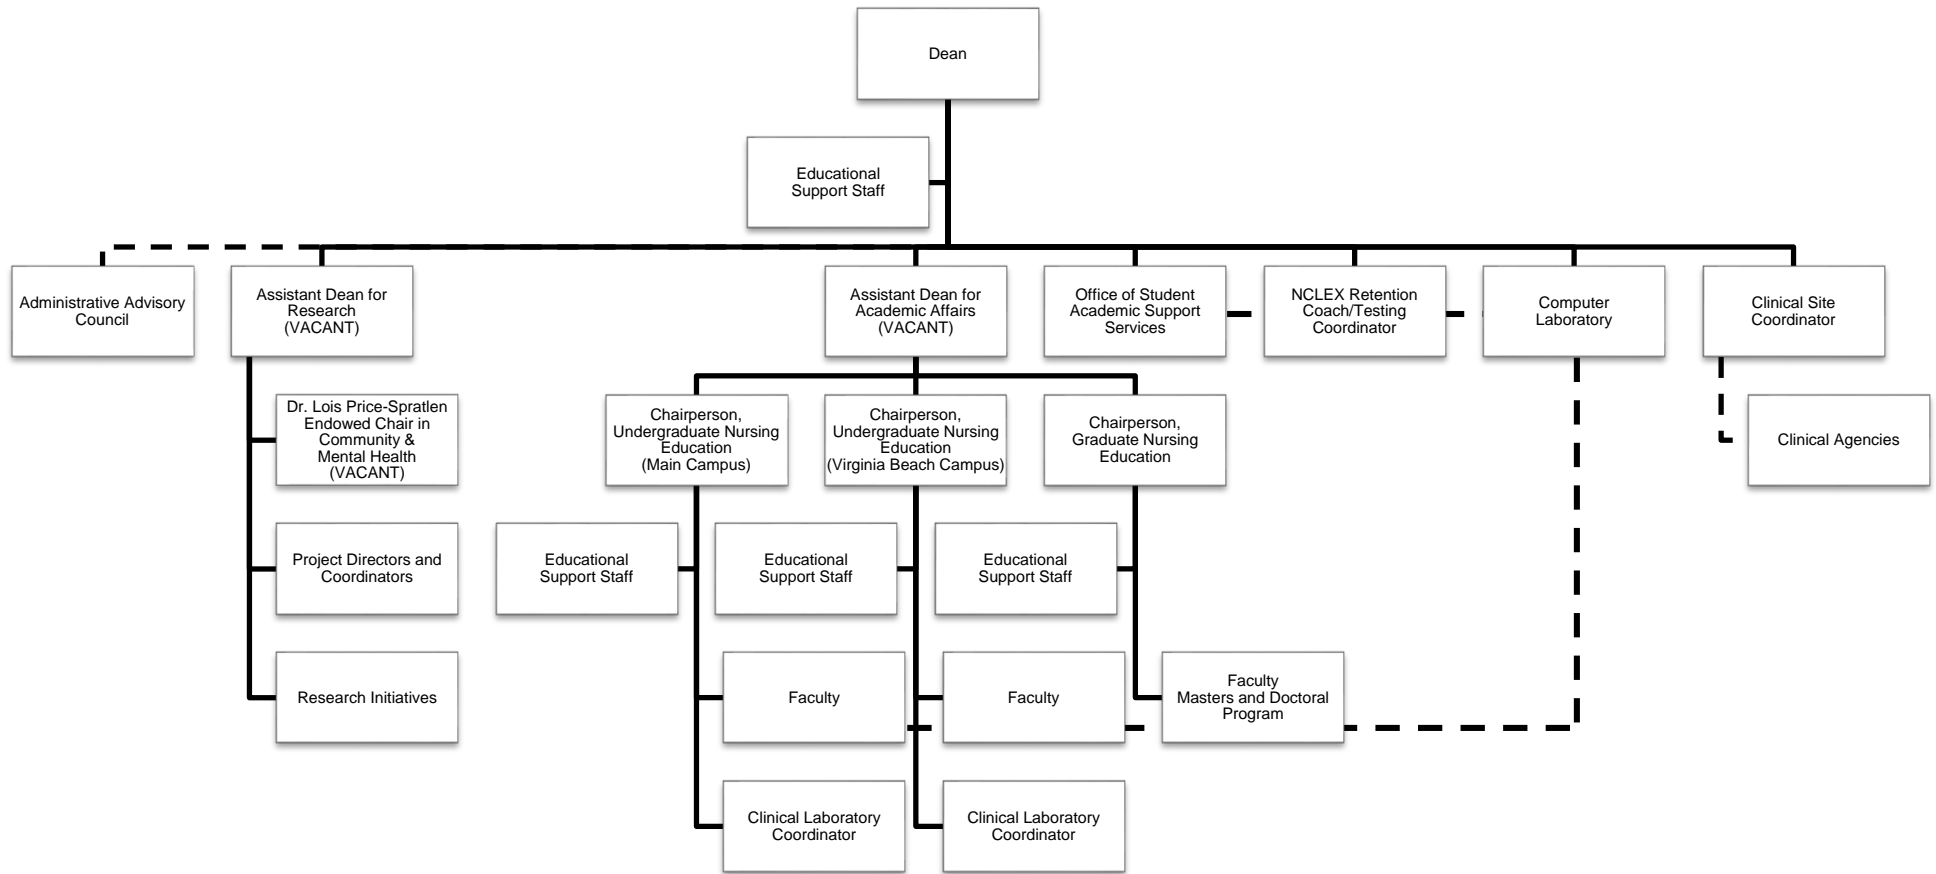 Dean
Educational
Support Staff
Administrative Advisory
Council
Assistant Dean for
Research
(VACANT)
Assistant Dean for
Academic Affairs
(VACANT)
Office of Student
Academic Support
Services
NCLEX Retention
Coach/Testing
Coordinator
Computer
Laboratory
Clinical Site
Coordinator
Dr. Lois Price-Spratlen
Endowed Chair in
Community &
Mental Health
(VACANT)
Chairperson,
Undergraduate Nursing
Education
(Main Campus)
Chairperson,
Undergraduate Nursing
Education
(Virginia Beach Campus)
Chairperson,
Graduate Nursing
Education
Clinical Agencies
Project Directors and
Coordinators
Educational
Support Staff
Educational
Support Staff
Educational
Support Staff
Research Initiatives
Faculty
Faculty
Faculty
Masters and Doctoral
Program
Clinical Laboratory
Coordinator
Clinical Laboratory
Coordinator